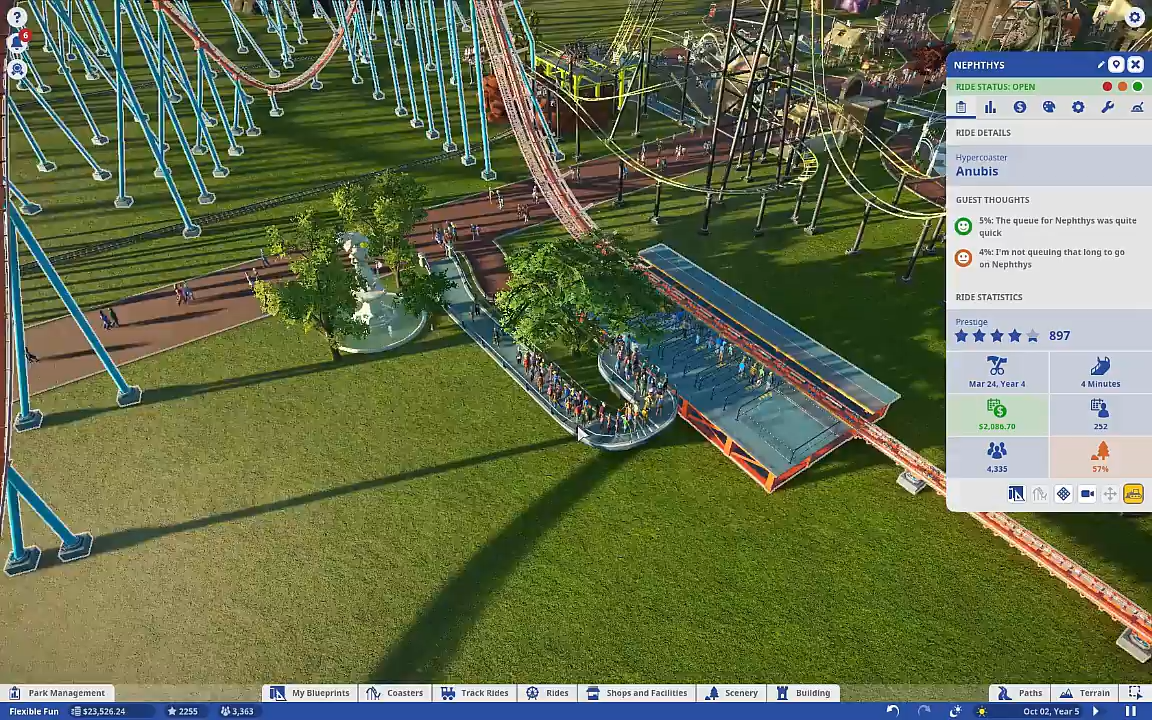 ?
6
NEPHTHYS
RIDE STATUS: OPEN
RIDE DETAILS
Hypercoaster
Anubis
GUEST THOUGHTS
5%: The queue for Nephthys was quite
quick
4%: I'm not queuing that long to go
on Nephthys
RIDE STATISTICS
Prestige
897
Mar 24, Year 4
4 Minutes
$2,086.70
252
4,335
57%
Park Management
My Blueprints
Coasters
Track Rides
Rides
Shops and Facilities
Scenery
Building
Paths
Terrain
Flexible Fun
$23,526.24
2255
3,363
Oct 02, Year 5